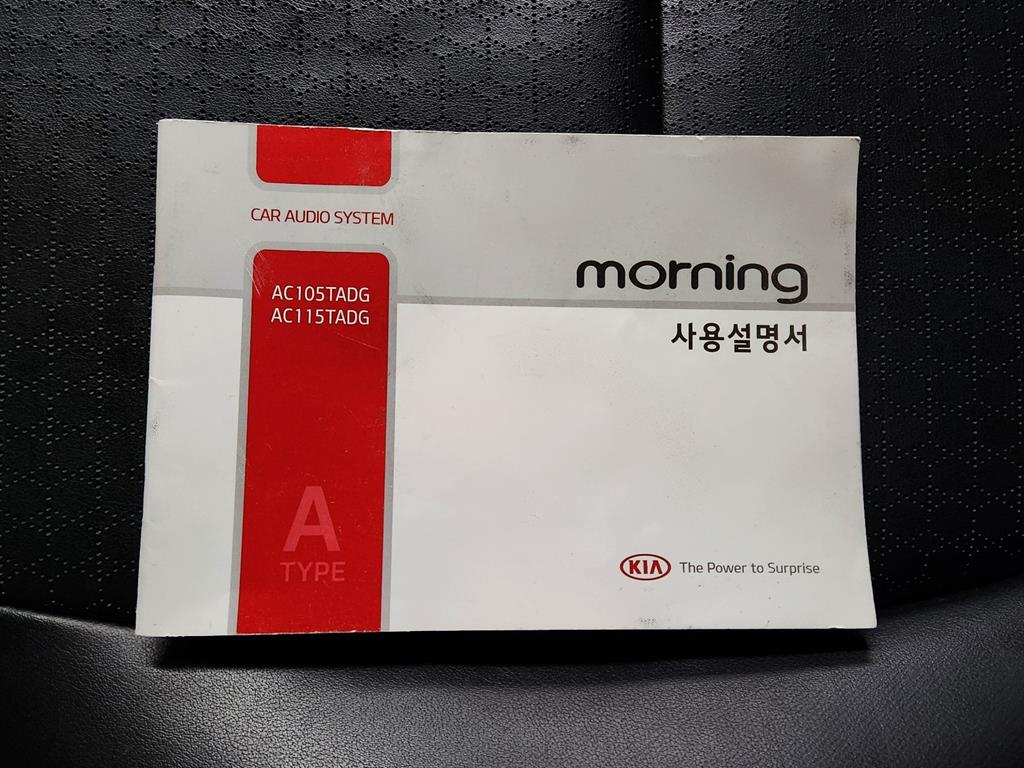 CAR AUDIO SYSTEM
AC105TADG
AC115TADG
A
TYPE
morning
사용설명서
KIA The Power to Surprise